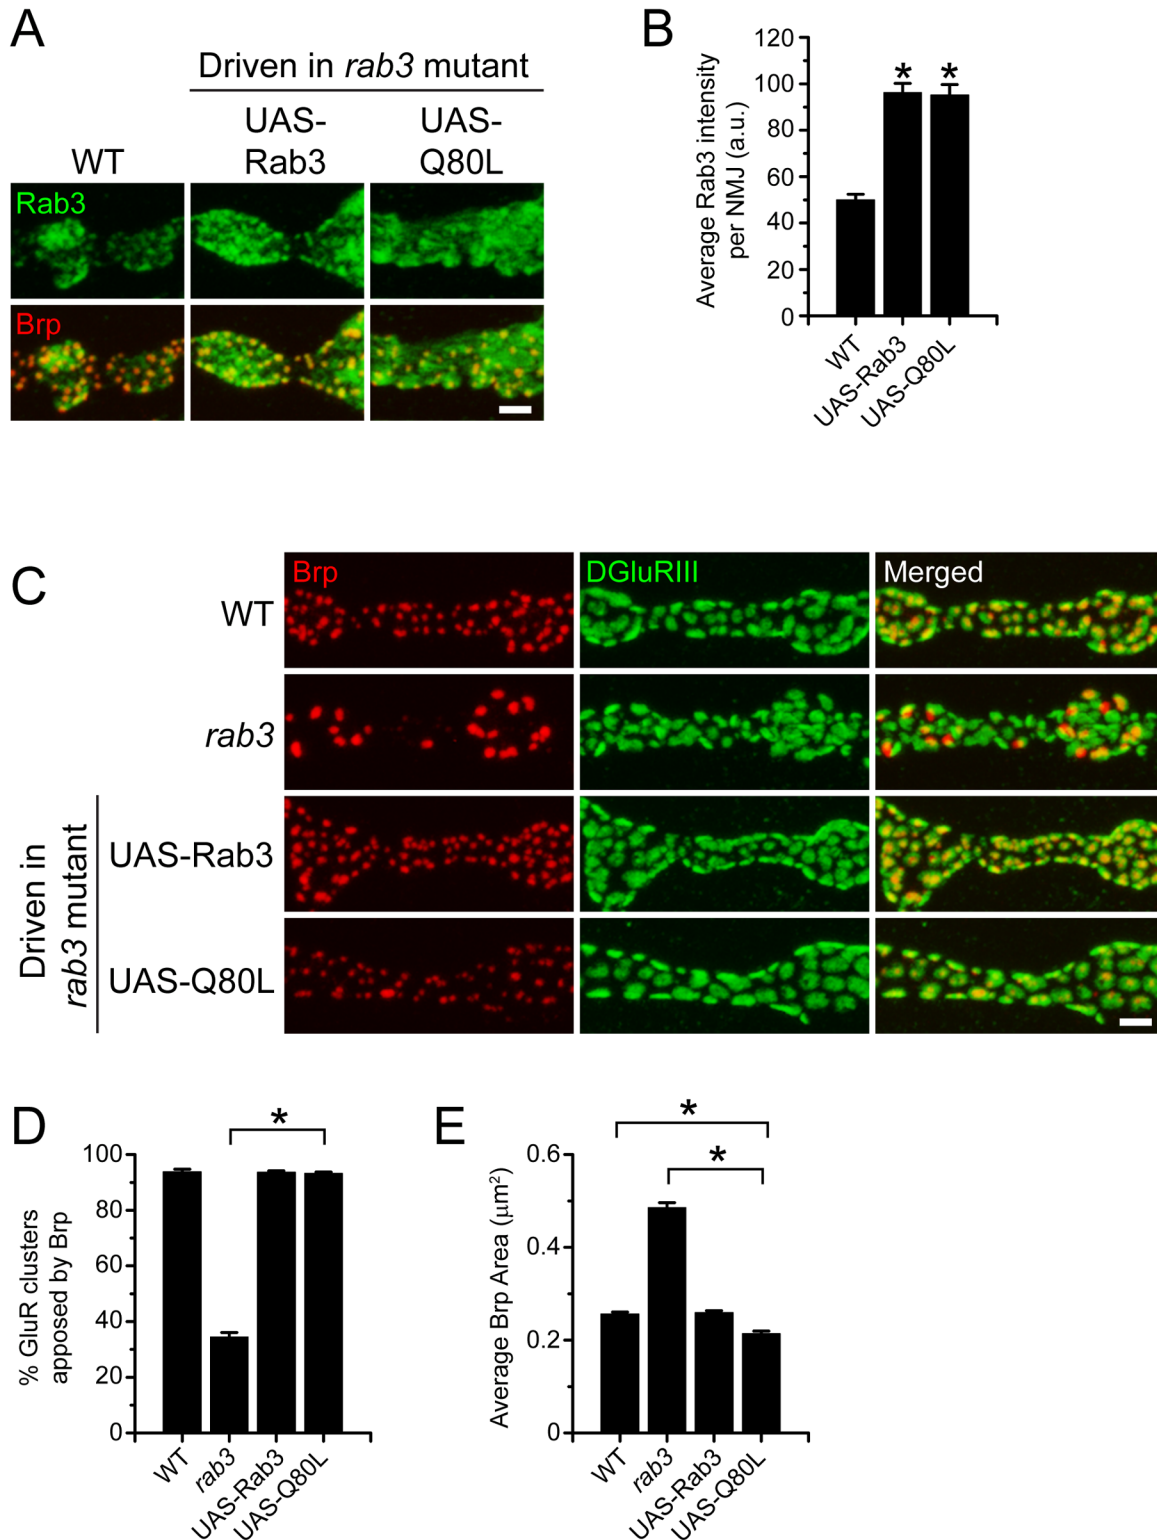 A
Driven in rab3 mutant
WT
UAS-
Rab3
UAS-
Q80L
Rab3
Brp
B
Average Rab3 intensity
per NMJ (a.u.)
120
100
80
60
40
20
0
* *
WT
UAS-Rab3
UAS-Q80L
C
Brp
DGluRIII
Merged
WT
rab3
Driven in
rab3 mutant
UAS-Rab3
UAS-Q80L
D
% GluR clusters
apposed by Brp
100
80
60
40
20
0
*
WT
rab3
UAS-Rab3
UAS-Q80L
E
Average Brp Area (μm²)
0.6
0.4
0.2
0
*
*
WT
rab3
UAS-Rab3
UAS-Q80L